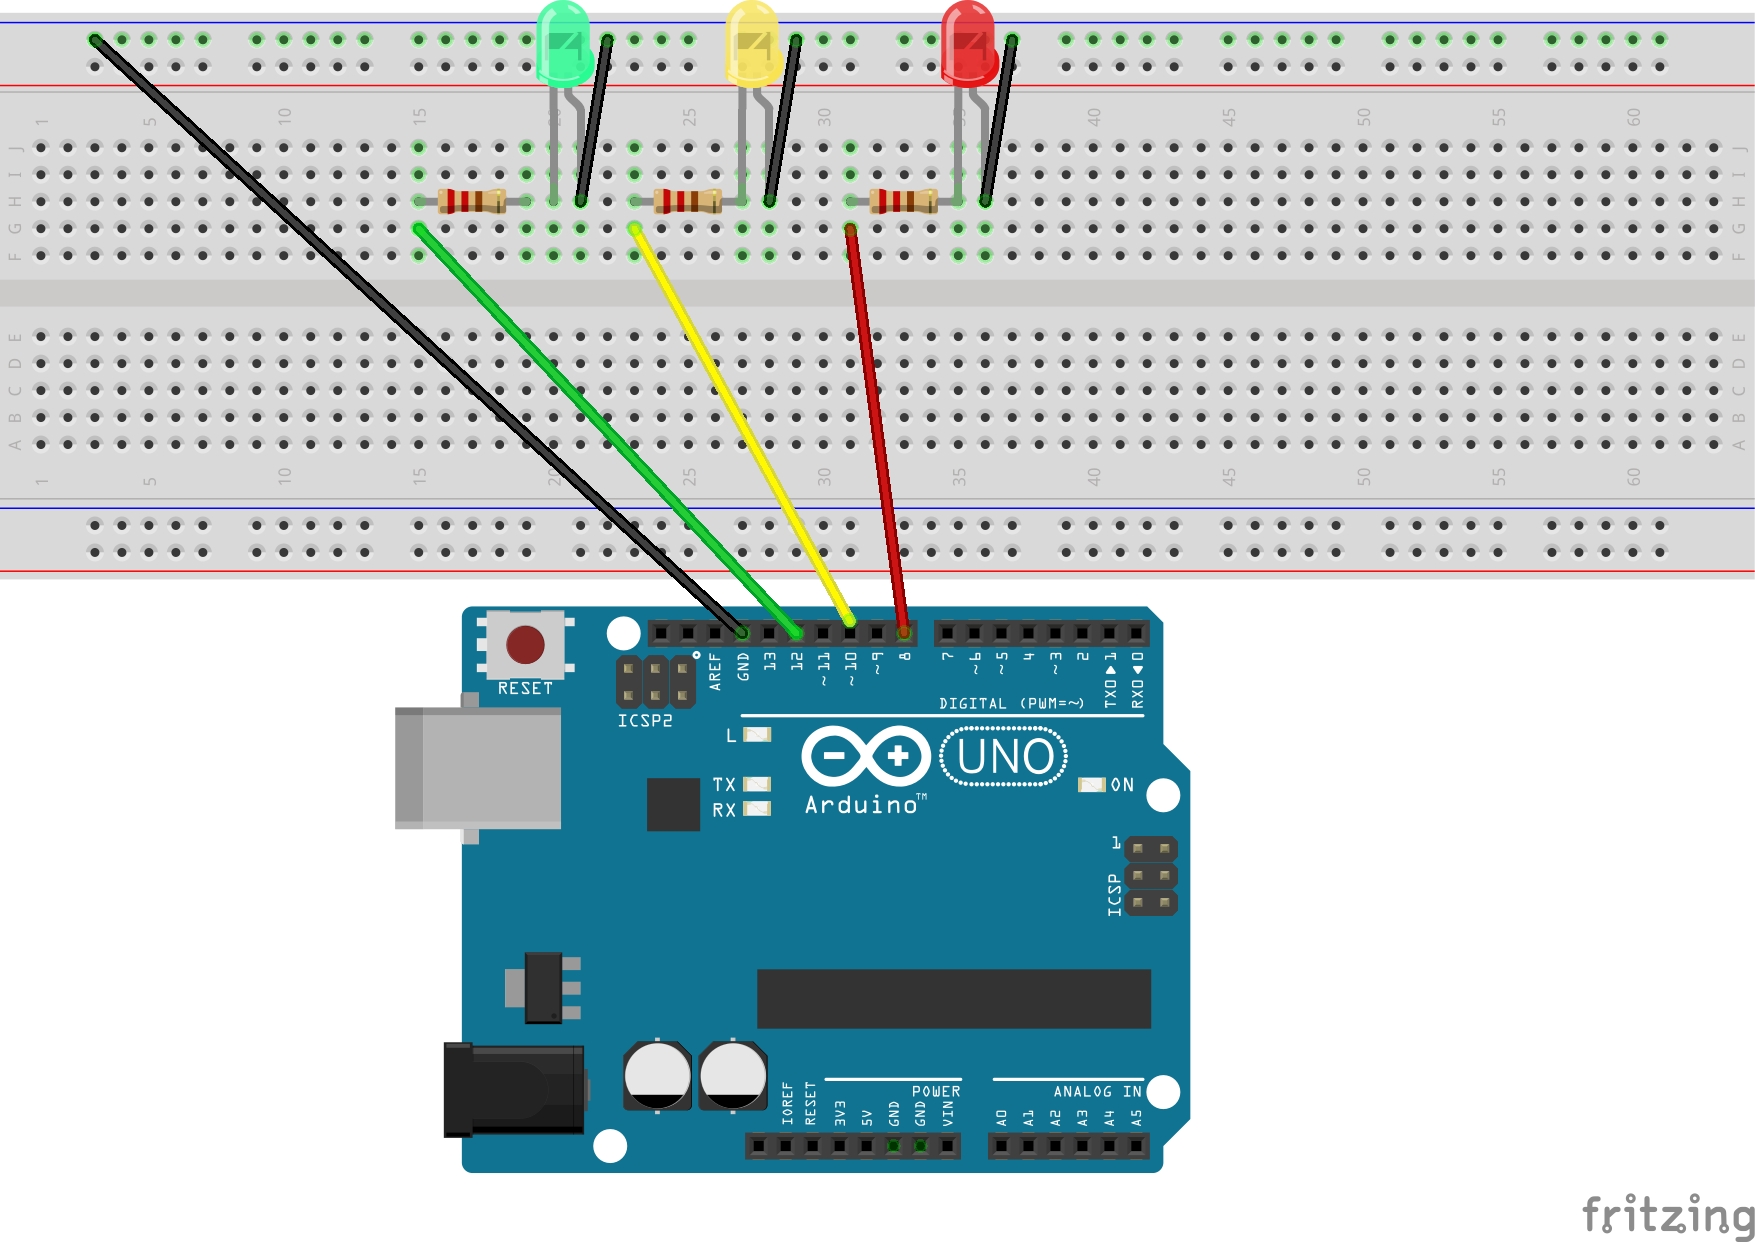 1 5 10 15 20 25 30 35 40 45 50 55 60
J J
I I
H H
G G
F F
E E
D D
C C
B B
A A
1 5 10 15 20 25 30 35 40 45 50 55 60
RESET
AREF GND 13 12 ~11 ~10 ~9 8 7 ~6 ~5 4 ~3 2 TX0▶1 RX0◀0
ICSP2
DIGITAL (PWM=~)
L
TX
RX
UNO
Arduino™
ON
1
ICSP
POWER
ANALOG IN
IOREF RESET 3V3 5V GND GND VIN A0 A1 A2 A3 A4 A5
fritzing